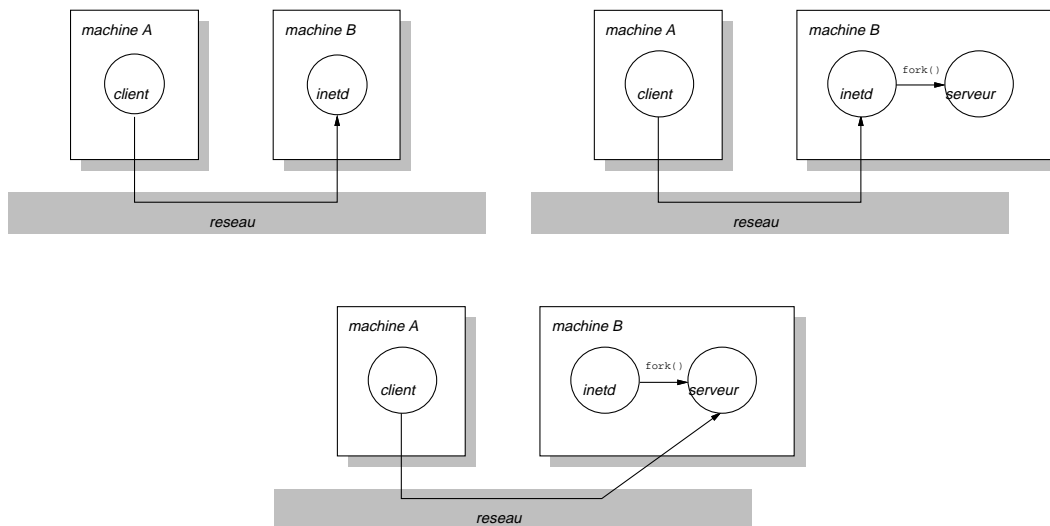 machine A
client
machine B
inetd
reseau
machine A
client
machine B
inetd
fork()
serveur
reseau
machine A
client
machine B
inetd
fork()
serveur
reseau